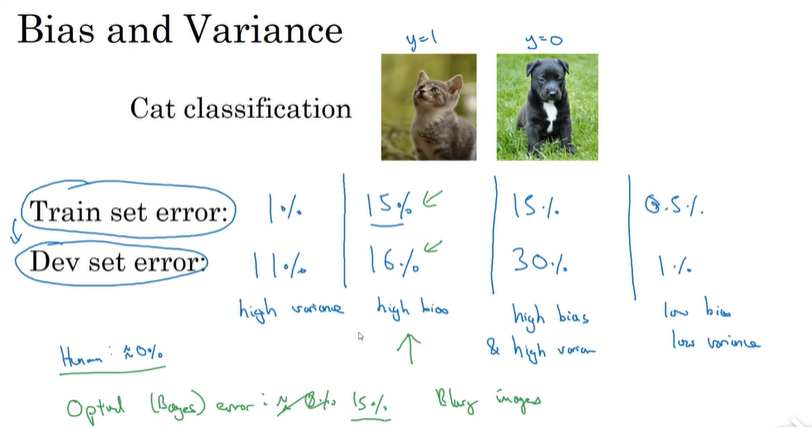 Bias and Variance
y=1 y=0
Cat classification
Train set error: 1% 15% 15% 0.5%
Dev set error: 11% 16% 30% 1%
high variance high bias high bias low bias
& high varian low variance
Human: ≈0%
Optimal (Bayes) error: ≈ 0% 15% Blurry images